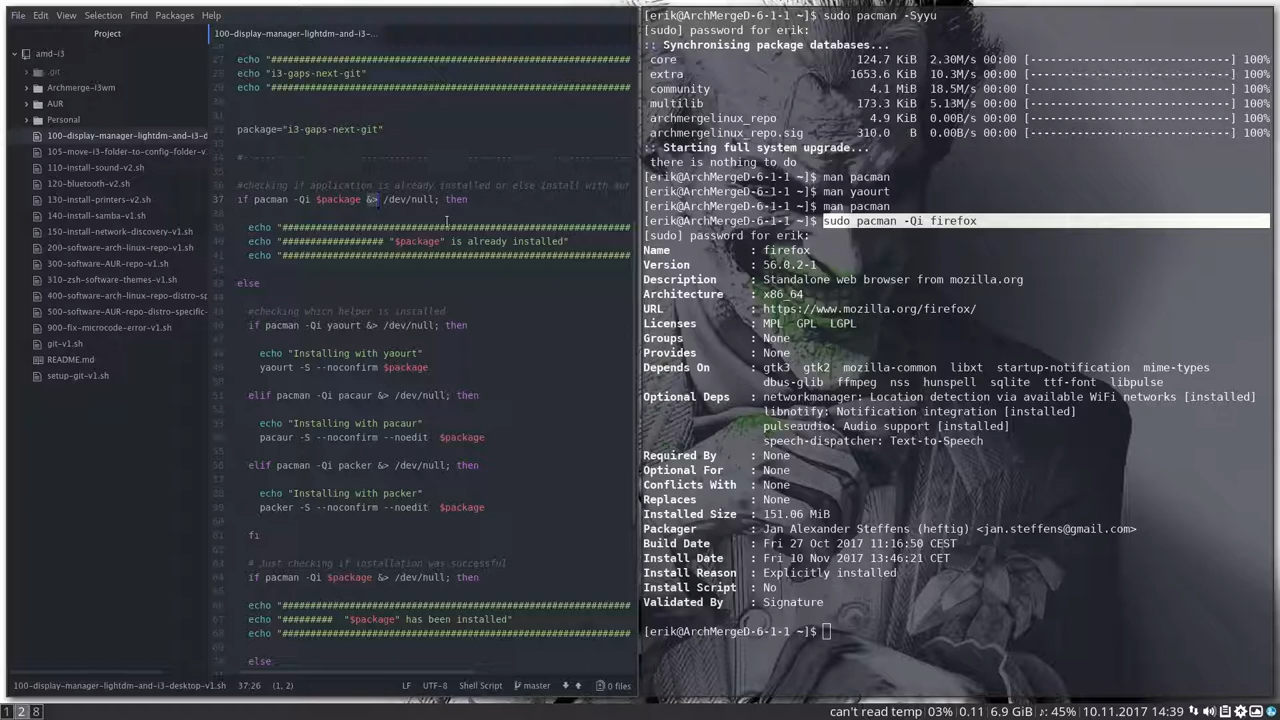 File Edit View Selection Find Packages Help
Project
amd-i3
.git
Archmerge-i3wm
AUR
Personal
100-display-manager-lightdm-and-i3-d
105-move-i3-folder-to-config-folder-v
110-install-sound-v2.sh
120-bluetooth-v2.sh
130-install-printers-v2.sh
140-install-samba-v1.sh
150-install-network-discovery-v1.sh
200-software-arch-linux-repo-v1.sh
300-software-AUR-repo-v1.sh
310-zsh-software-themes-v1.sh
400-software-arch-linux-repo-distro-sp
500-software-AUR-repo-distro-specific-
900-fix-microcode-error-v1.sh
git-v1.sh
README.md
setup-git-v1.sh
100-display-manager-lightdm-and-i3-...
27 echo "##############################################################
28 echo "i3-gaps-next-git"
29 echo "##############################################################
package="i3-gaps-next-git"
#checking if application is already installed or else install with aur
37 if pacman -Qi $package &> /dev/null; then
echo "##############################################################
echo "################## "$package" is already installed"
echo "##############################################################
else
#checking which helper is installed
if pacman -Qi yaourt &> /dev/null; then
echo "Installing with yaourt"
yaourt -S --noconfirm $package
elif pacman -Qi pacaur &> /dev/null; then
echo "Installing with pacaur"
pacaur -S --noconfirm --noedit  $package
elif pacman -Qi packer &> /dev/null; then
echo "Installing with packer"
packer -S --noconfirm --noedit  $package
fi
# Just checking if installation was successful
if pacman -Qi $package &> /dev/null; then
echo "##############################################################
echo "#########  "$package" has been installed"
echo "##############################################################
else
100-display-manager-lightdm-and-i3-desktop-v1.sh 37:26 (1, 2) LF UTF-8 Shell Script master 0 files
[erik@ArchMergeD-6-1-1 ~]$ sudo pacman -Syyu
[sudo] password for erik:
:: Synchronising package databases...
core 124.7 KiB 2.30M/s 00:00 [------------------------------] 100%
extra 1653.6 KiB 10.3M/s 00:00 [------------------------------] 100%
community 4.1 MiB 18.5M/s 00:00 [------------------------------] 100%
multilib 173.3 KiB 5.13M/s 00:00 [------------------------------] 100%
archmergelinux_repo 4.9 KiB 0.00B/s 00:00 [------------------------------] 100%
archmergelinux_repo.sig 310.0 B 0.00B/s 00:00 [------------------------------] 100%
:: Starting full system upgrade...
there is nothing to do
[erik@ArchMergeD-6-1-1 ~]$ man pacman
[erik@ArchMergeD-6-1-1 ~]$ man yaourt
[erik@ArchMergeD-6-1-1 ~]$ man pacman
[erik@ArchMergeD-6-1-1 ~]$ sudo pacman -Qi firefox
[sudo] password for erik:
Name : firefox
Version : 56.0.2-1
Description : Standalone web browser from mozilla.org
Architecture : x86_64
URL : https://www.mozilla.org/firefox/
Licenses : MPL GPL LGPL
Groups : None
Provides : None
Depends On : gtk3 gtk2 mozilla-common libxt startup-notification mime-types
dbus-glib ffmpeg nss hunspell sqlite ttf-font libpulse
Optional Deps : networkmanager: Location detection via available WiFi networks [installed]
libnotify: Notification integration [installed]
pulseaudio: Audio support [installed]
speech-dispatcher: Text-to-Speech
Required By : None
Optional For : None
Conflicts With : None
Replaces : None
Installed Size : 151.06 MiB
Packager : Jan Alexander Steffens (heftig) <jan.steffens@gmail.com>
Build Date : Fri 27 Oct 2017 11:16:50 CEST
Install Date : Fri 10 Nov 2017 13:46:21 CET
Install Reason : Explicitly installed
Install Script : No
Validated By : Signature
[erik@ArchMergeD-6-1-1 ~]$
1 2 8 can't read temp | 03% | 0.11 | 6.9 GiB | ♪: 45% | 10.11.2017 14:39